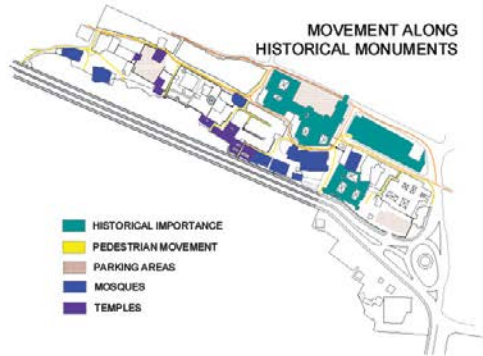 MOVEMENT ALONG
HISTORICAL MONUMENTS
HISTORICAL IMPORTANCE
PEDESTRIAN MOVEMENT
PARKING AREAS
MOSQUES
TEMPLES